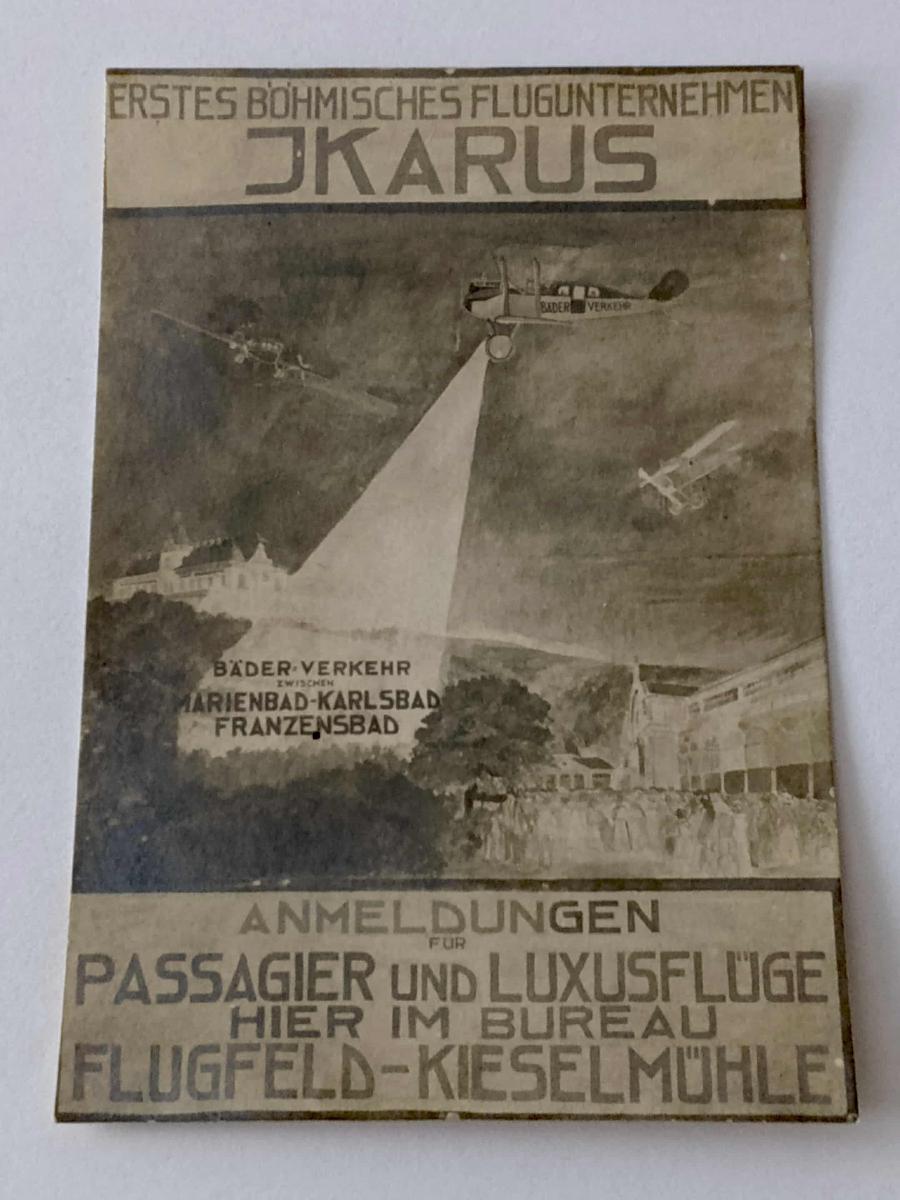 ERSTES BÖHMISCHES FLUGUNTERNEHMEN
JKARUS
BÄDER VERKEHR
BÄDER-VERKEHR
ZWISCHEN
MARIENBAD-KARLSBAD
FRANZENSBAD
ANMELDUNGEN
FÜR
PASSAGIER UND LUXUSFLÜGE
HIER IM BUREAU
FLUGFELD-KIESELMÜHLE